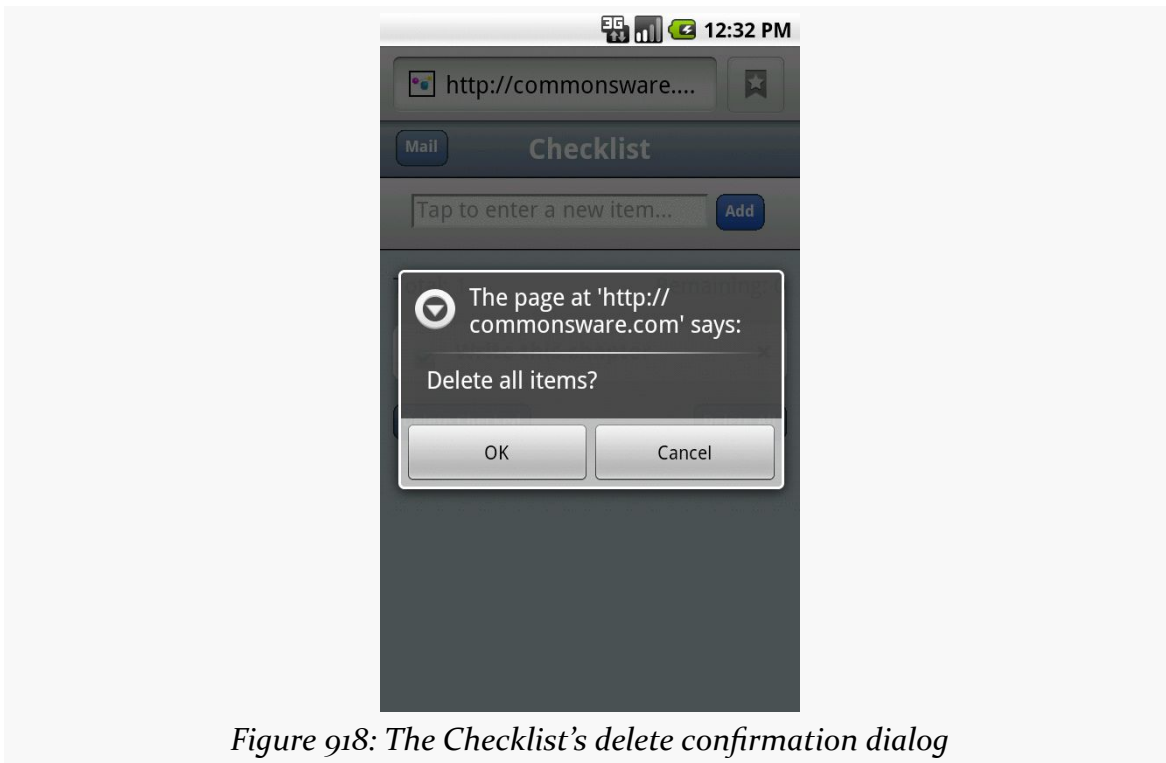 3G 12:32 PM
http://commonsware....
Mail Checklist
Tap to enter a new item... Add
The page at 'http://
commonsware.com' says:
Delete all items?
OK Cancel
Figure 918: The Checklist's delete confirmation dialog